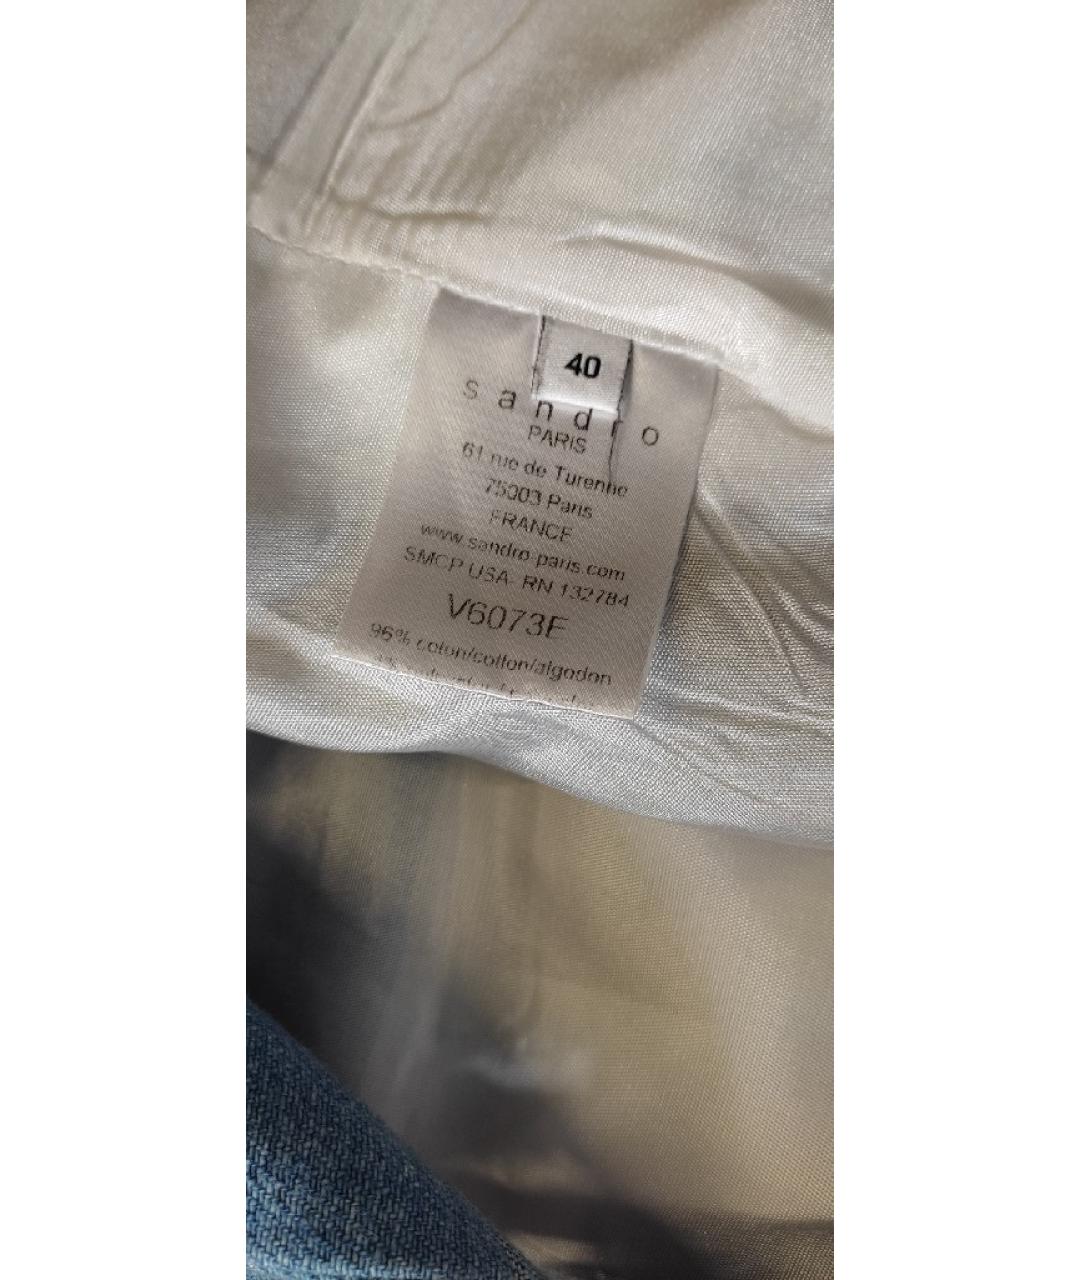 40
sandro
PARIS
61 rue de Turenne
75003 Paris
FRANCE
www.sandro-paris.com
SMCP USA- RN 132784
V6073F
96% coton/cotton/algodon